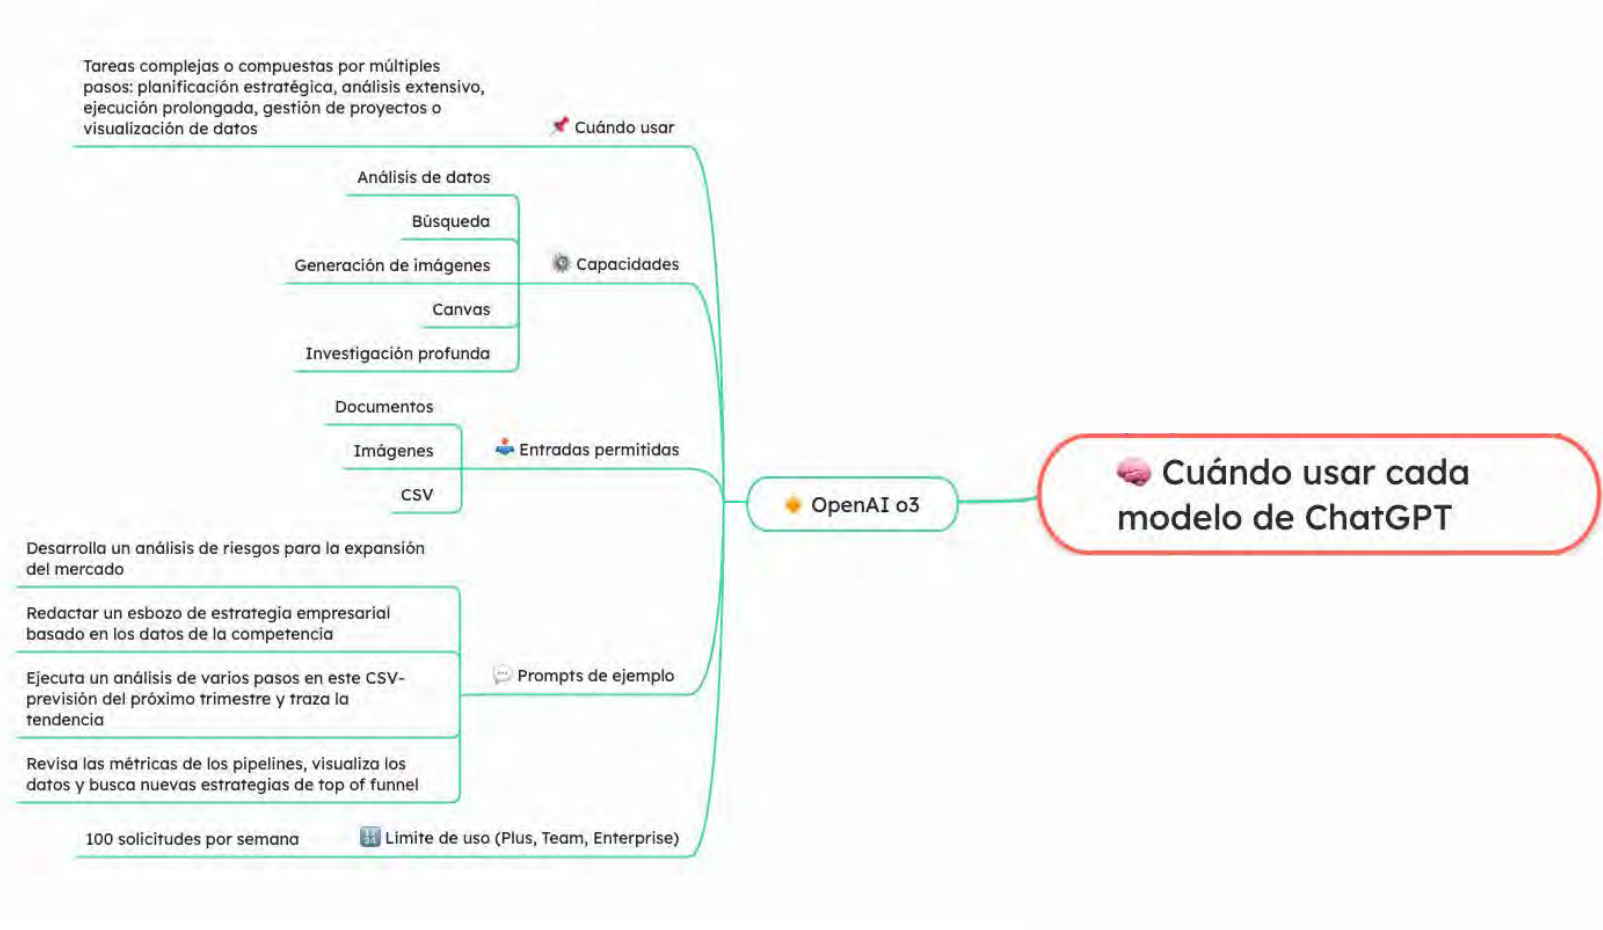 Tareas complejas o compuestas por múltiples
pasos: planificación estratégica, análisis extensivo,
ejecución prolongada, gestión de proyectos o
visualización de datos
📌 Cuándo usar
Análisis de datos
Búsqueda
Generación de imágenes
Canvas
Investigación profunda
⚙️ Capacidades
Documentos
Imágenes
CSV
📥 Entradas permitidas
Desarrolla un análisis de riesgos para la expansión
del mercado
Redactar un esbozo de estrategia empresarial
basado en los datos de la competencia
Ejecuta un análisis de varios pasos en este CSV-
previsión del próximo trimestre y traza la
tendencia
Revisa las métricas de los pipelines, visualiza los
datos y busca nuevas estrategias de top of funnel
💬 Prompts de ejemplo
100 solicitudes por semana
🔢 Límite de uso (Plus, Team, Enterprise)
🔸 OpenAI o3
🧠 Cuándo usar cada
modelo de ChatGPT